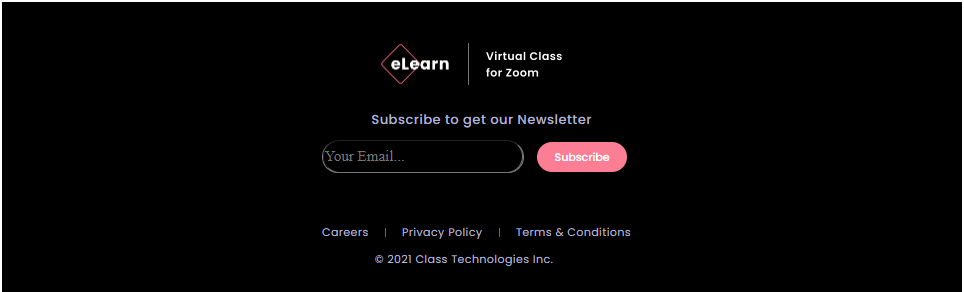 eLearn
Virtual Class
for Zoom
Subscribe to get our Newsletter
Your Email... Subscribe
Careers | Privacy Policy | Terms & Conditions
© 2021 Class Technologies Inc.